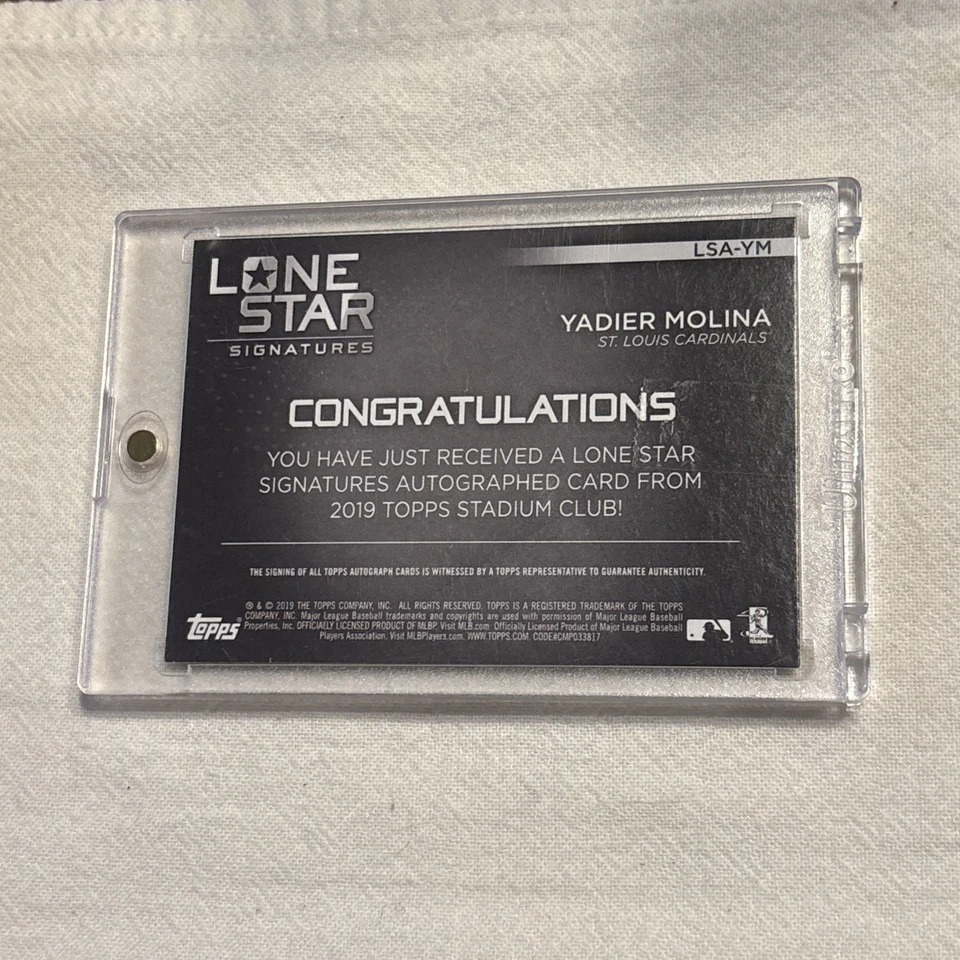 LSA-YM
LONE
STAR
SIGNATURES
YADIER MOLINA
ST. LOUIS CARDINALS
CONGRATULATIONS
YOU HAVE JUST RECEIVED A LONE STAR
SIGNATURES AUTOGRAPHED CARD FROM
2019 TOPPS STADIUM CLUB!
THE SIGNING OF ALL TOPPS AUTOGRAPH CARDS IS WITNESSED BY A TOPPS REPRESENTATIVE TO GUARANTEE AUTHENTICITY.
topps
® & © 2019 THE TOPPS COMPANY, INC. ALL RIGHTS RESERVED. TOPPS IS A REGISTERED TRADEMARK OF THE TOPPS
COMPANY, INC. Major League Baseball trademarks and copyrights are used with permission of Major League Baseball
Properties, Inc. OFFICIALLY LICENSED PRODUCT OF MLBP. Visit MLB.com. Officially Licensed Product of Major League Baseball
Players Association. Visit MLBPlayers.com. WWW.TOPPS.COM. CODE#CMP033817